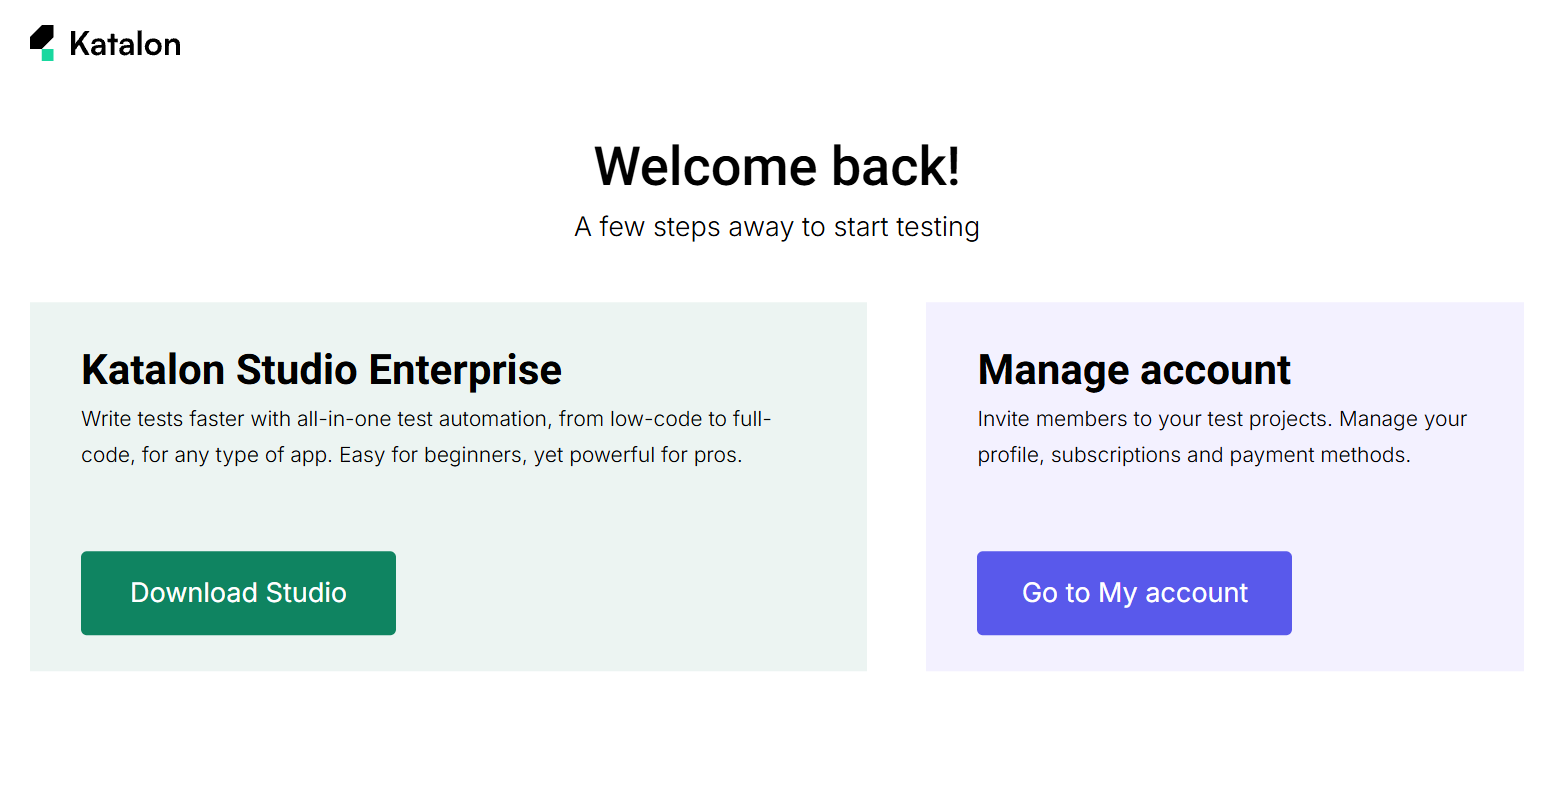 Katalon
Welcome back!
A few steps away to start testing
Katalon Studio Enterprise
Write tests faster with all-in-one test automation, from low-code to full-
code, for any type of app. Easy for beginners, yet powerful for pros.
Download Studio
Manage account
Invite members to your test projects. Manage your
profile, subscriptions and payment methods.
Go to My account